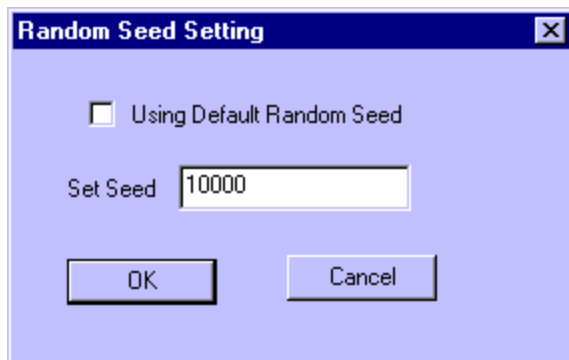 Random Seed Setting
Using Default Random Seed
Set Seed 10000
OK Cancel